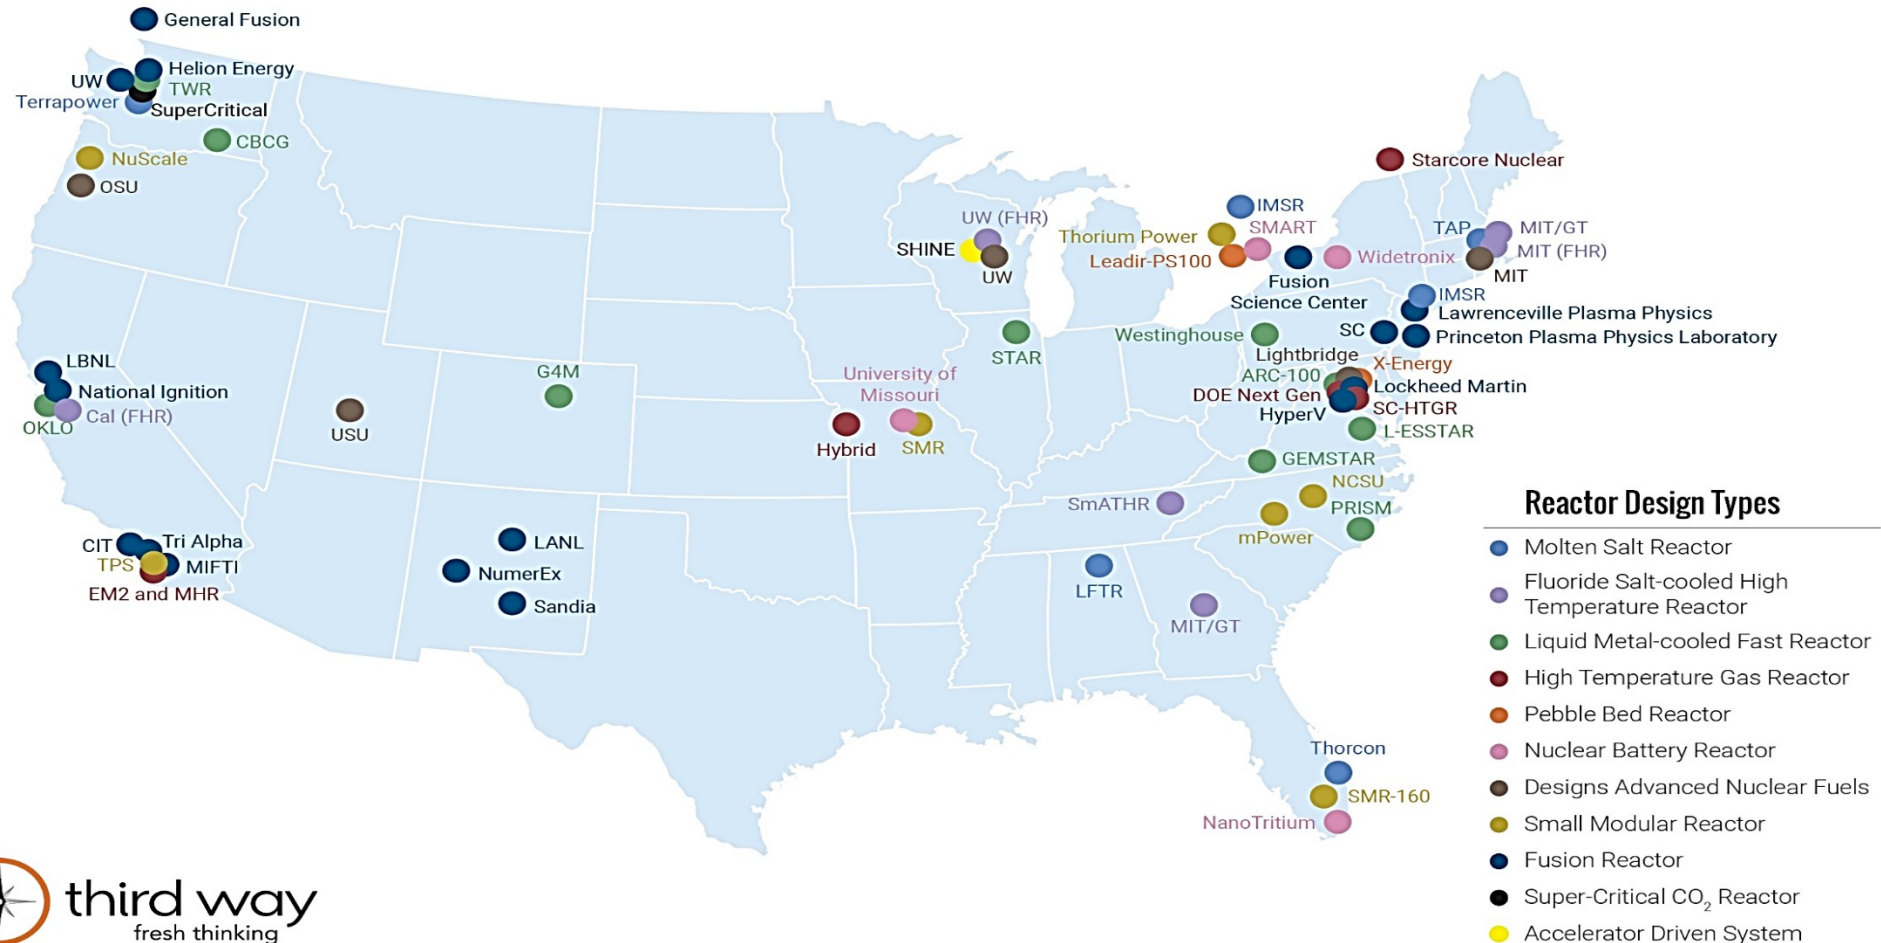 General Fusion
Helion Energy
UW
TWR
Terrapower
SuperCritical
CBCG
NuScale
OSU
Starcore Nuclear
IMSR
UW (FHR)
SMART
Thorium Power
TAP
MIT/GT
SHINE
Leadir-PS100
Widetronix
MIT (FHR)
UW
MIT
Fusion
Science Center
IMSR
Lawrenceville Plasma Physics
SC
Princeton Plasma Physics Laboratory
Westinghouse
STAR
Lightbridge
X-Energy
LBNL
G4M
University of
Missouri
ARC-100
Lockheed Martin
National Ignition
DOE Next Gen
SC-HTGR
Cal (FHR)
HyperV
OKLO
USU
Hybrid
SMR
L-ESSTAR
GEMSTAR
NCSU
SmATHR
PRISM
mPower
CIT
Tri Alpha
LANL
TPS
MIFTI
NumerEx
EM2 and MHR
Sandia
LFTR
MIT/GT
Thorcon
SMR-160
NanoTritium
Reactor Design Types
Molten Salt Reactor
Fluoride Salt-cooled High
Temperature Reactor
Liquid Metal-cooled Fast Reactor
High Temperature Gas Reactor
Pebble Bed Reactor
Nuclear Battery Reactor
Designs Advanced Nuclear Fuels
Small Modular Reactor
Fusion Reactor
Super-Critical CO₂ Reactor
Accelerator Driven System
third way
fresh thinking